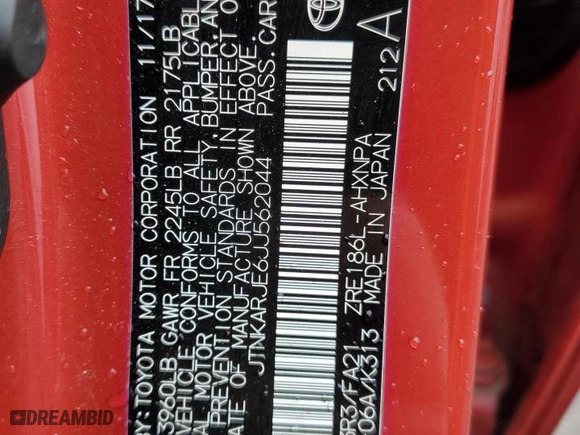 BY:TOYOTA MOTOR CORPORATION 11/17
3960LB GAWR FR 2245LB RR 2175LB
VEHICLE CONFORMS TO ALL APPLICABL
AL MOTOR VEHICLE SAFETY, BUMPER, AN
PREVENTION STANDARDS IN EFFECT O
ATE OF MANUFACTURE SHOWN ABOVE.
JTNKARJE6JJ562044 PASS.CAR
R3/FA21 ZRE186L-AHXNPA
06A/K313 MADE IN JAPAN 212
A
DREAMBID